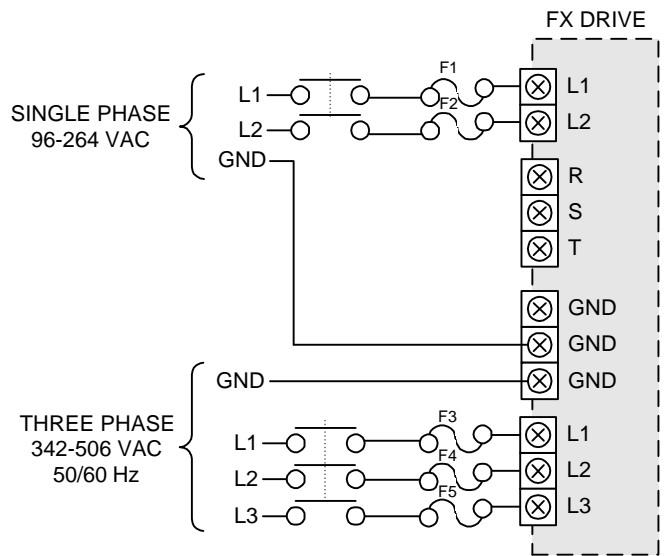 FX DRIVE
F1
L1
L1
SINGLE PHASE
96-264 VAC
F2
L2
L2
GND
R
S
T
GND
GND
GND
GND
THREE PHASE
342-506 VAC
50/60 Hz
F3
L1
L1
F4
L2
L2
F5
L3
L3